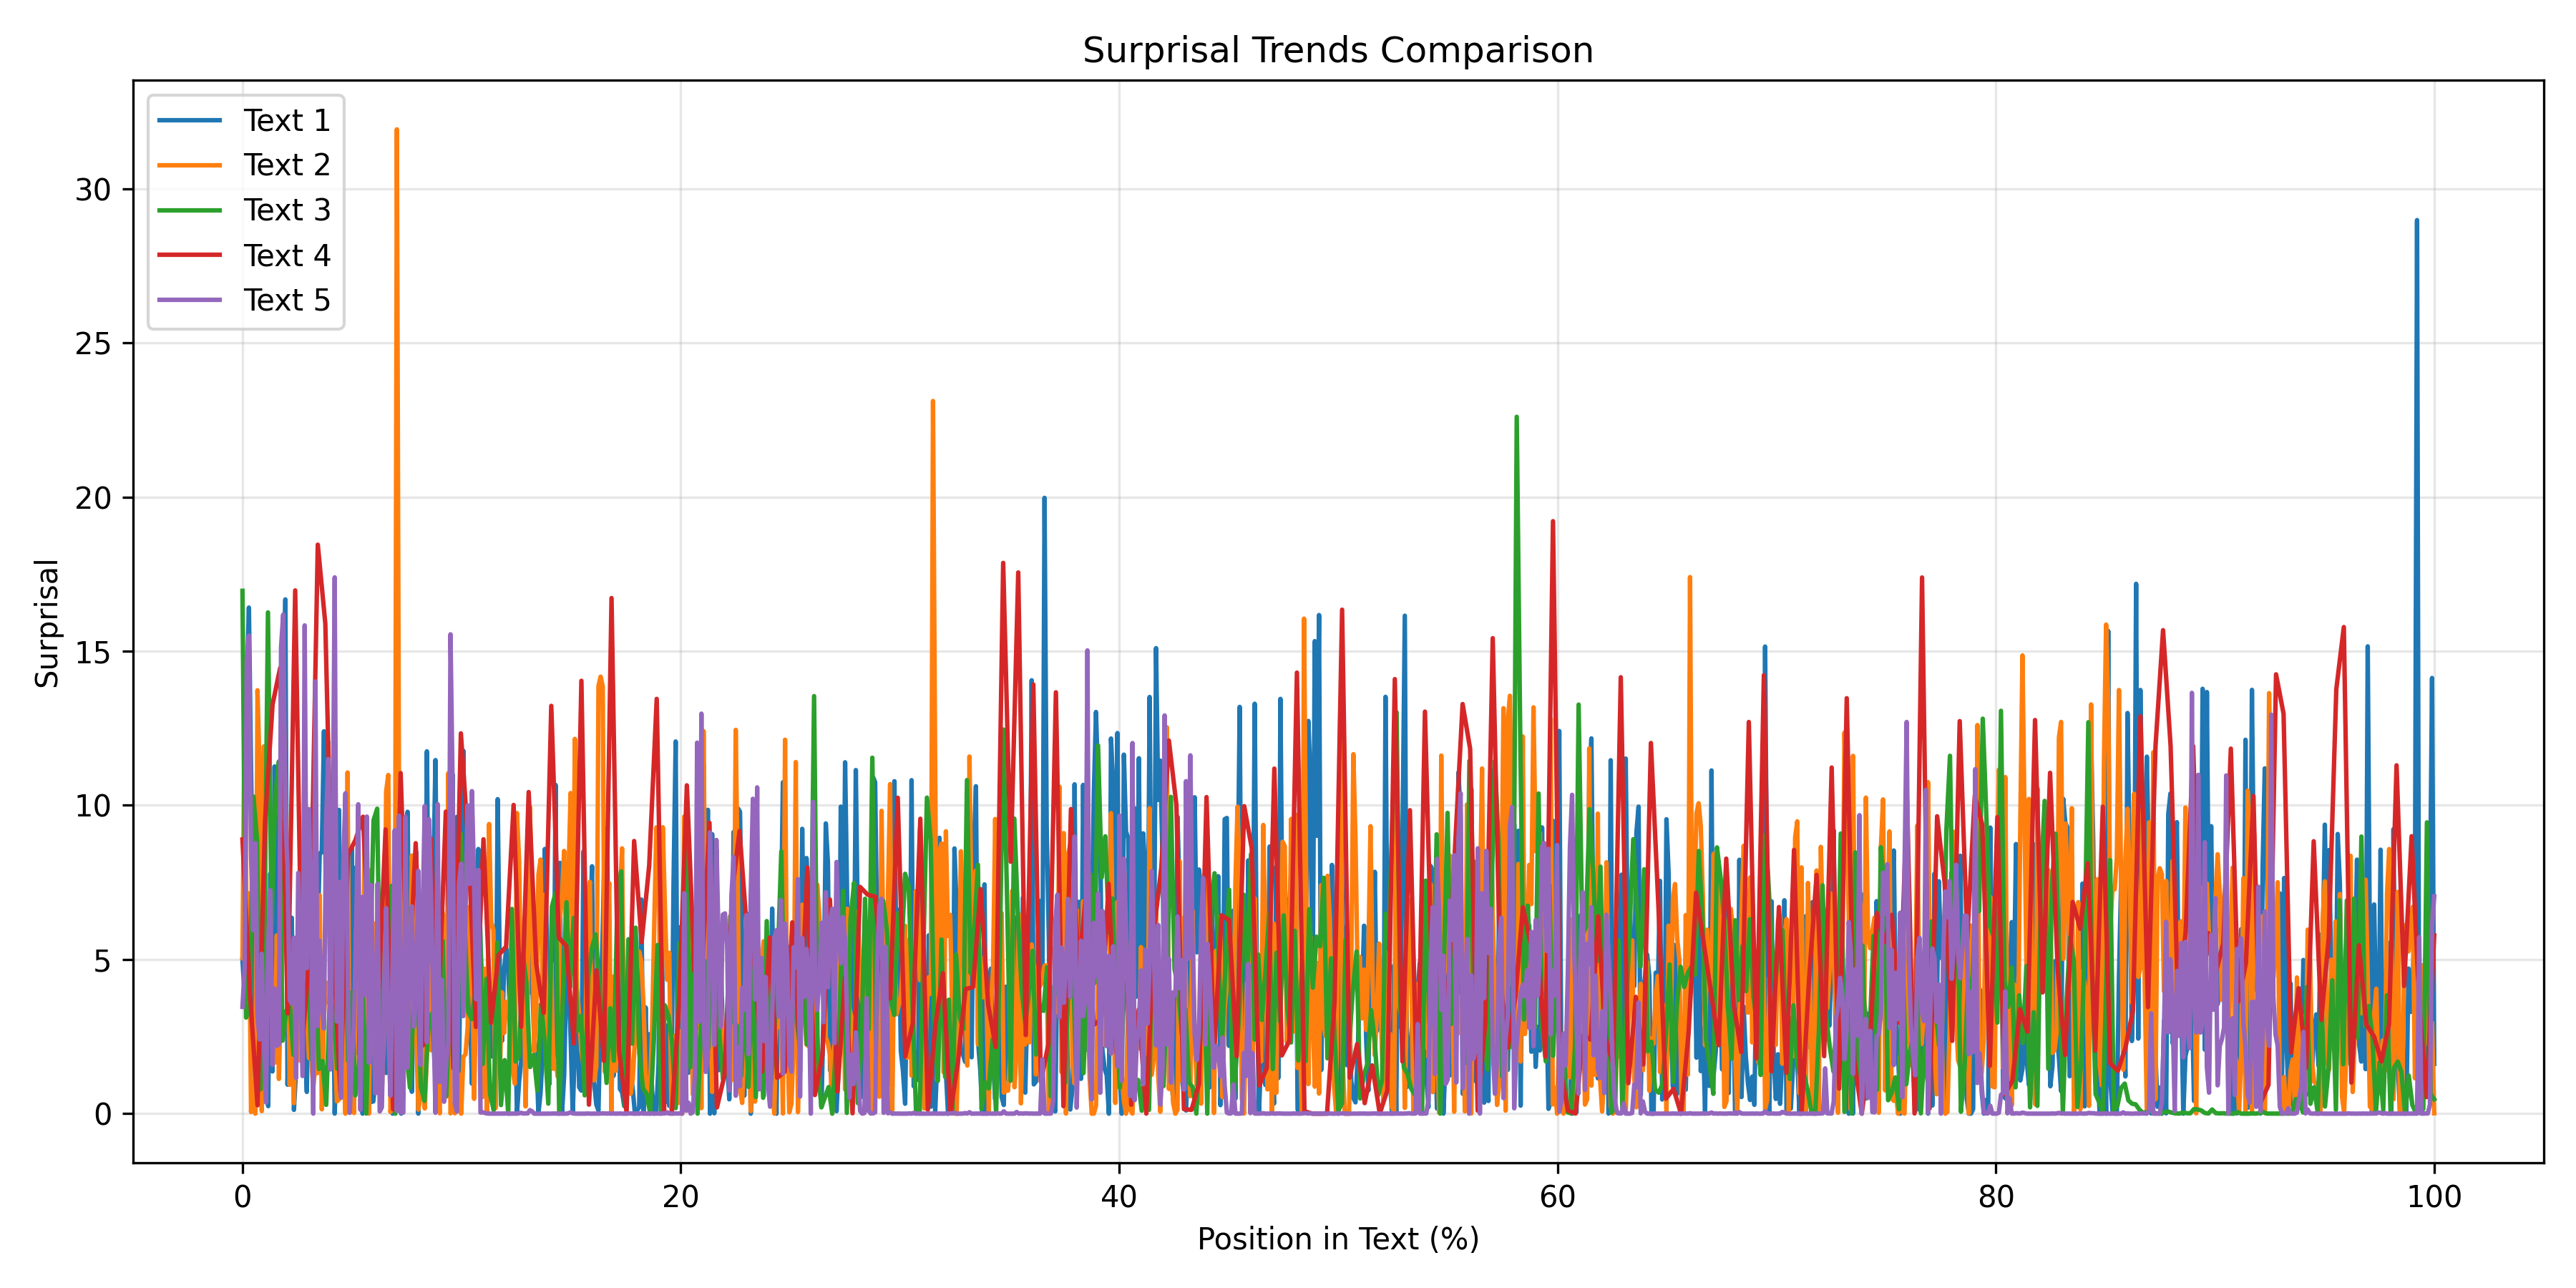 Surprisal Trends Comparison
Text 1
Text 2
Text 3
Text 4
Text 5
30
25
20
15
10
5
0
Surprisal
0 20 40 60 80 100
Position in Text (%)